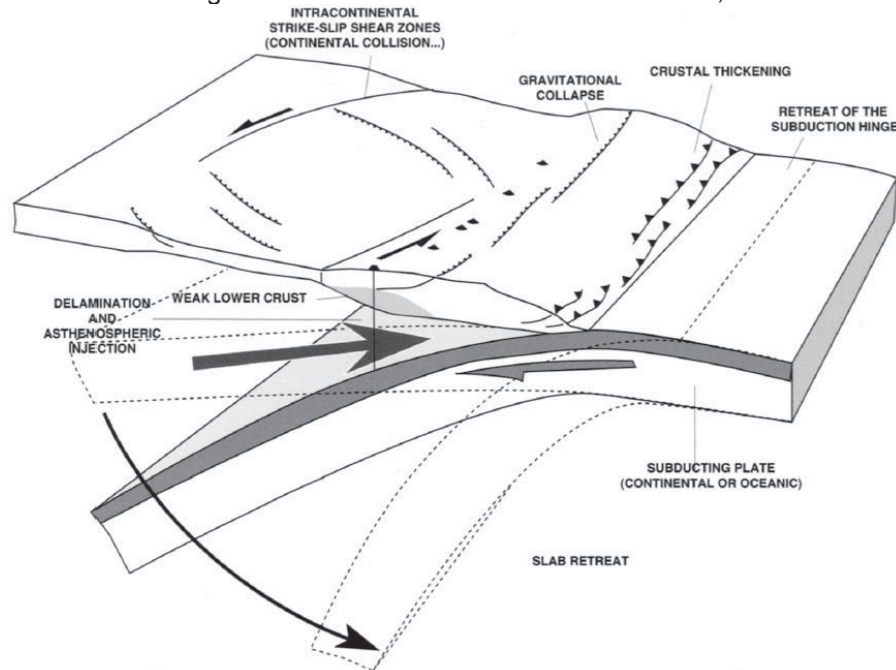 INTRACONTINENTAL
STRIKE-SLIP SHEAR ZONES
(CONTINENTAL COLLISION...)
GRAVITATIONAL
COLLAPSE
CRUSTAL THICKENING
RETREAT OF THE
SUBDUCTION HINGE
WEAK LOWER CRUST
DELAMINATION
AND
ASTHENOSPHERIC
INJECTION
SUBDUCTING PLATE
(CONTINENTAL OR OCEANIC)
SLAB RETREAT